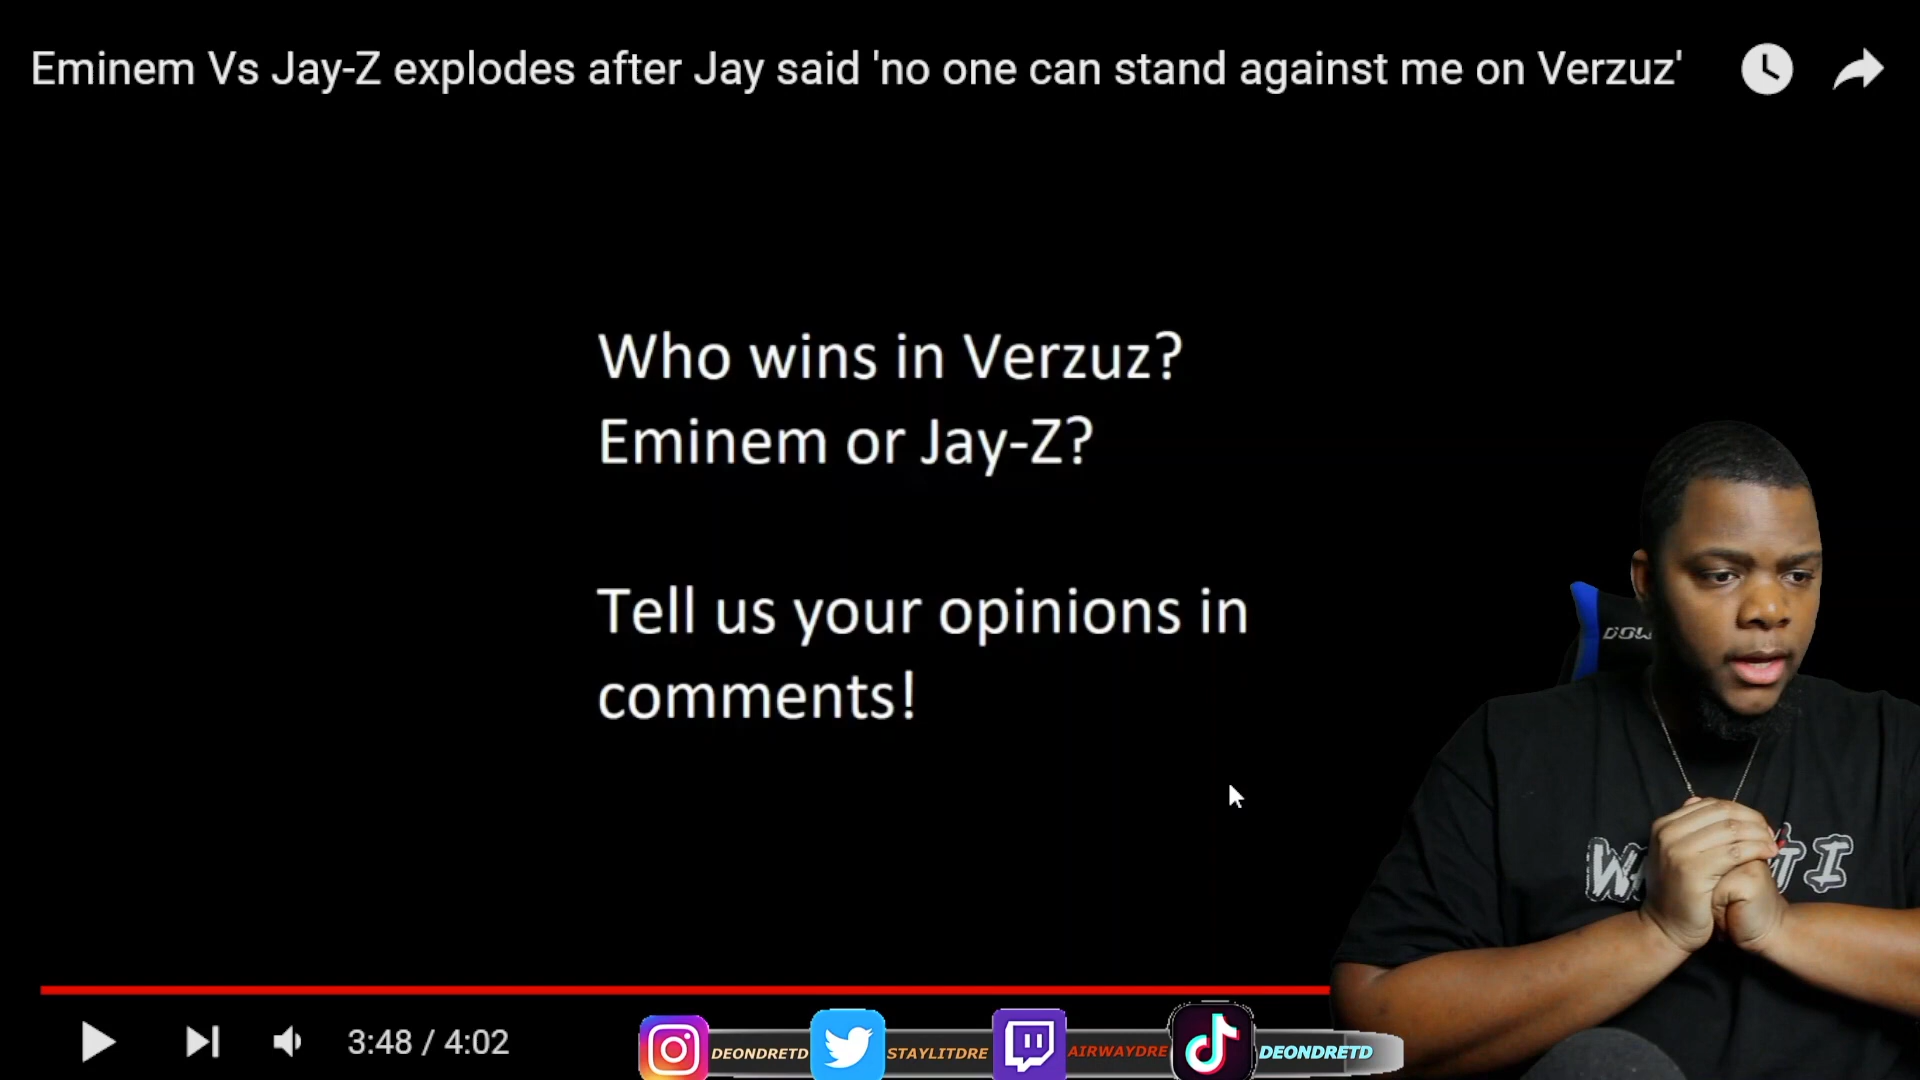 Eminem Vs Jay-Z explodes after Jay said 'no one can stand against me on Verzuz'
Who wins in Verzuz?
Eminem or Jay-Z?
Tell us your opinions in
comments!
3:48 / 4:02
DEONDRETD
STAYLITDRE
AIRWAYDRE
DEONDRETD